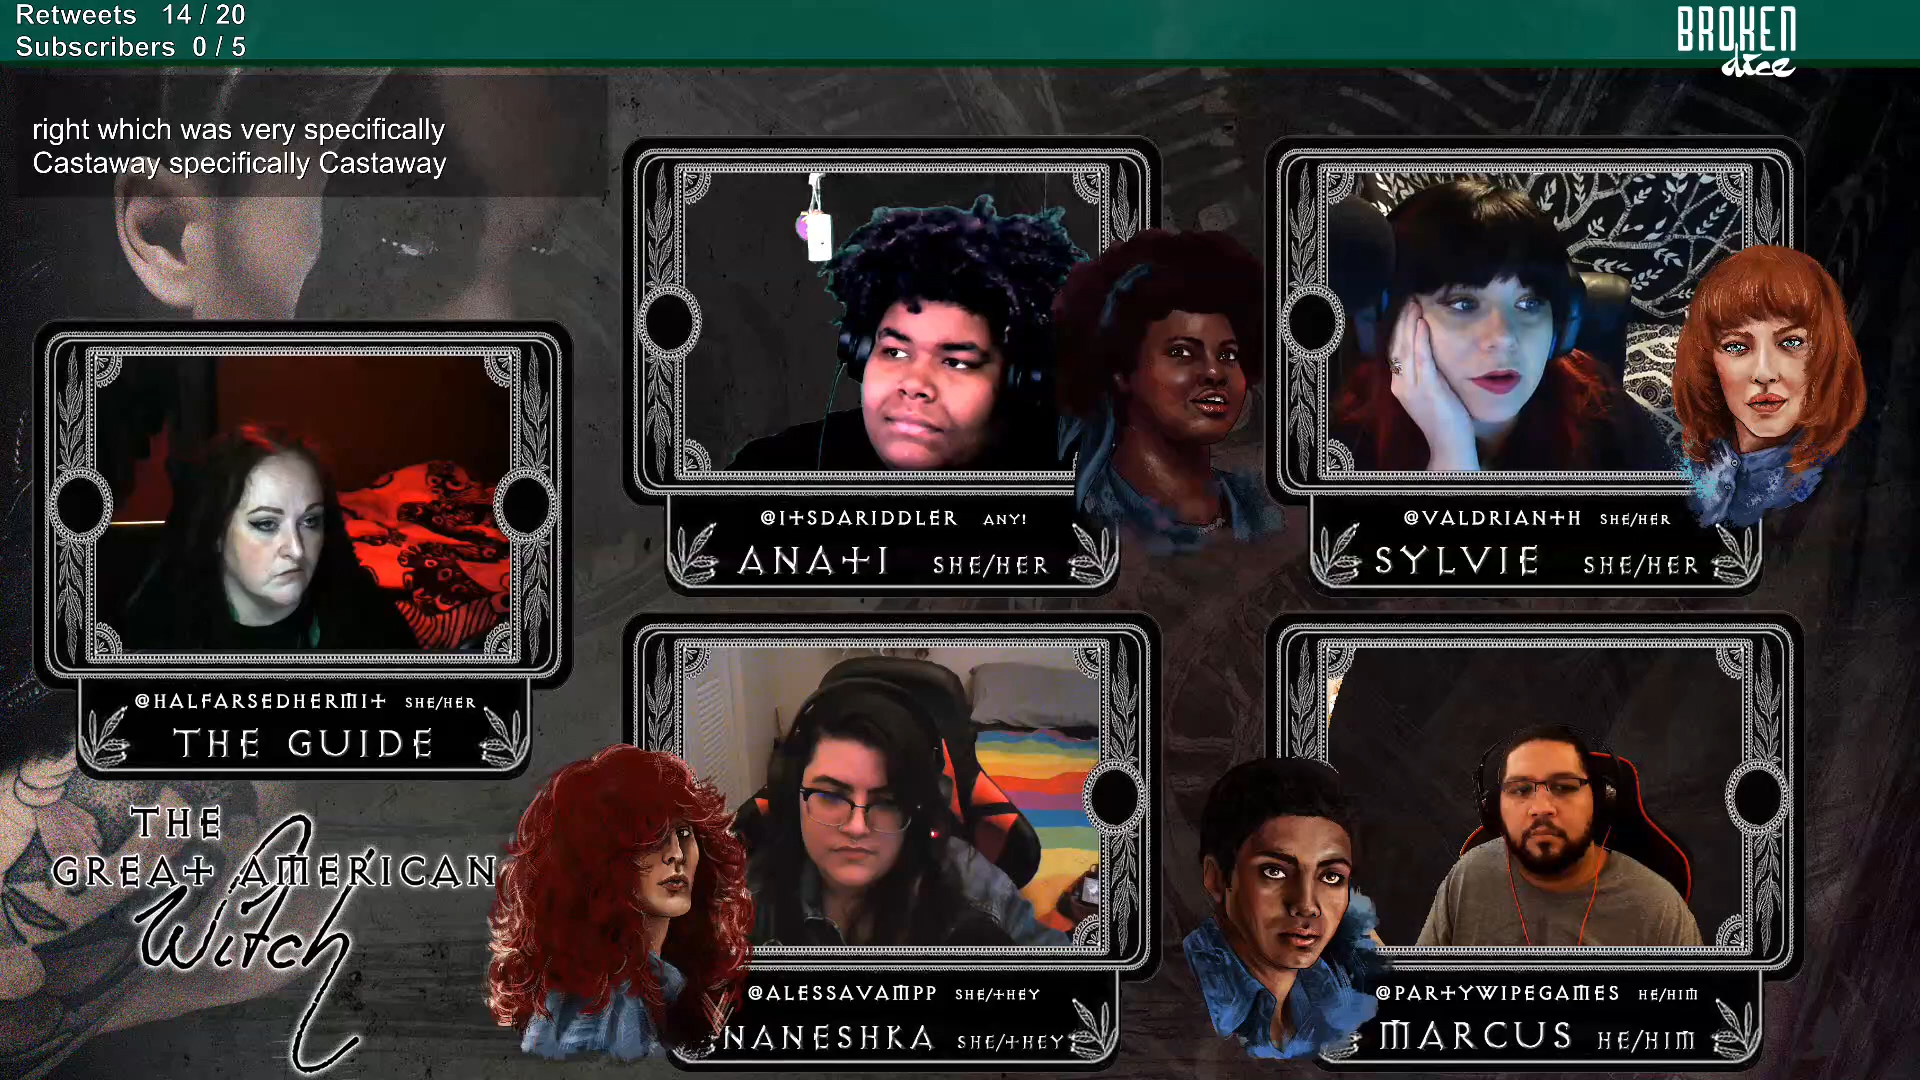 Retweets 14 / 20
Subscribers 0 / 5
BROKEN
dice
right which was very specifically
Castaway specifically Castaway
@ITSDARIDDLER ANY!
ANATI SHE/HER
@VALDRIANTH SHE/HER
SYLVIE SHE/HER
@HALFARSEDHERMIT SHE/HER
THE GUIDE
THE
GREAT AMERICAN
Witch
@ALESSAVAMPP SHE/THEY
NANESHKA SHE/THEY
@PARTYWIPEGAMES HE/HIM
MARCUS HE/HIM